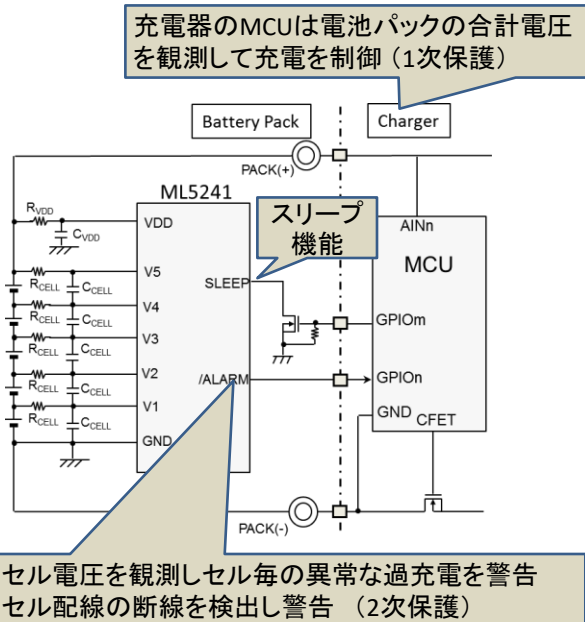 充電器のMCUは電池パックの合計電圧
を観測して充電を制御（1次保護）
Battery Pack
Charger
PACK(+)
ML5241
RVDD
CVDD
VDD
スリープ
機能
AINn
MCU
V5
SLEEP
RCELL
CCELL
V4
RCELL
CCELL
GPIOm
V3
RCELL
CCELL
V2
RCELL
CCELL
/ALARM
GPIOn
V1
RCELL
CCELL
GND
GND
CFET
PACK(-)
セル電圧を観測しセル毎の異常な過充電を警告
セル配線の断線を検出し警告 （2次保護）